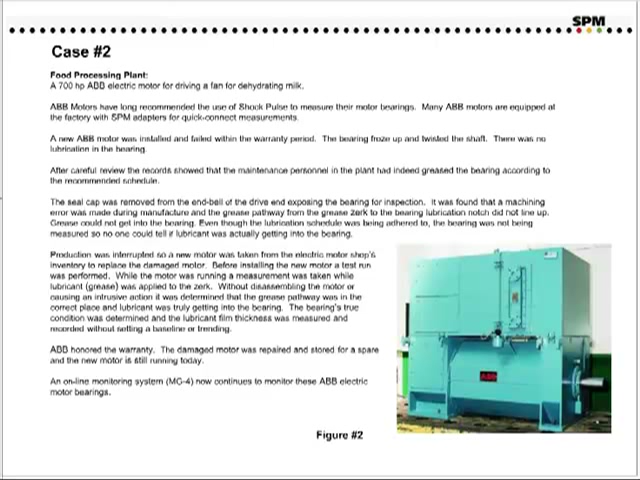 SPM
Case #2
Food Processing Plant:
A 700 hp ABB electric motor for driving a fan for dehydrating milk.
ABB Motors have long recommended the use of Shock Pulse to measure their motor bearings. Many ABB motors are equipped at
the factory with SPM adapters for quick-connect measurements.
A new ABB motor was installed and failed within the warranty period. The bearing froze up and twisted the shaft. There was no
lubrication in the bearing.
After careful review the records showed that the maintenance personnel in the plant had indeed greased the bearing according to
the recommended schedule.
The seal cap was removed from the end-bell of the drive end exposing the bearing for inspection. It was found that a machining
error was made during manufacture and the grease pathway from the grease zerk to the bearing lubrication notch did not line up.
Grease could not get into the bearing. Even though the lubrication schedule was being adhered to, the bearing was not being
measured so no one could tell if lubricant was actually getting into the bearing.
Production was interrupted so a new motor was taken from the electric motor shop's
inventory to replace the damaged motor. Before installing the new motor a test run
was performed. While the motor was running a measurement was taken while
lubricant (grease) was applied to the zerk. Without disassembling the motor or
causing an intrusive action it was determined that the grease pathway was in the
correct place and lubricant was truly getting into the bearing. The bearing's true
condition was determined and the lubricant film thickness was measured and
recorded without setting a baseline or trending.
ABB honored the warranty. The damaged motor was repaired and stored for a spare
and the new motor is still running today.
An on-line monitoring system (MG-4) now continues to monitor these ABB electric
motor bearings.
ABB
Figure #2